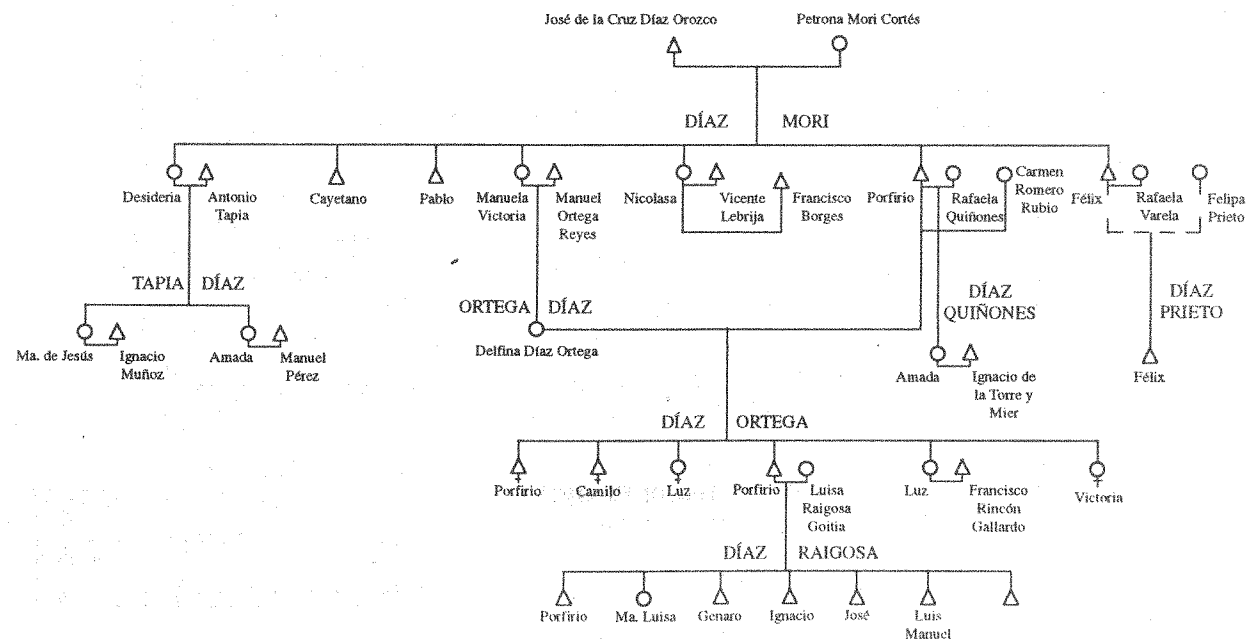 José de la Cruz Díaz Orozco
Petrona Mori Cortés
DÍAZ
MORI
Desideria
Antonio
Tapia
Cayetano
Pablo
Manuela
Victoria
Manuel
Ortega
Reyes
Nicolasa
Vicente
Lebrija
Francisco
Borges
Porfirio
Rafaela
Quiñones
Carmen
Romero
Rubio
Félix
Rafaela
Varela
Felipa
Prieto
TAPIA
DÍAZ
ORTEGA
DÍAZ
DÍAZ
QUIÑONES
DÍAZ
PRIETO
Ma. de Jesús
Ignacio
Muñoz
Amada
Manuel
Pérez
Delfina Díaz Ortega
Amada
Ignacio de
la Torre y
Mier
Félix
DÍAZ
ORTEGA
Porfirio
Camilo
Luz
Porfirio
Luisa
Raigosa
Goitia
Luz
Francisco
Rincón
Gallardo
Victoria
DÍAZ
RAIGOSA
Porfirio
Ma. Luisa
Genaro
Ignacio
José
Luis
Manuel